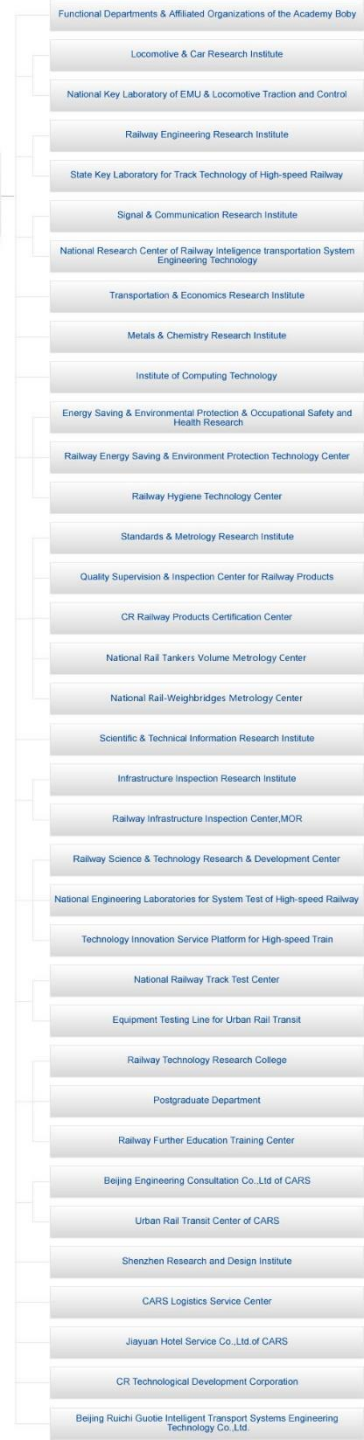 Functional Departments & Affiliated Organizations of the Academy Boby
Locomotive & Car Research Institute
National Key Laboratory of EMU & Locomotive Traction and Control
Railway Engineering Research Institute
State Key Laboratory for Track Technology of High-speed Railway
Signal & Communication Research Institute
National Research Center of Railway Inteligence transportation System
Engineering Technology
Transportation & Economics Research Institute
Metals & Chemistry Research Institute
Institute of Computing Technology
Energy Saving & Environmental Protection & Occupational Safety and
Health Research
Railway Energy Saving & Environment Protection Technology Center
Railway Hygiene Technology Center
Standards & Metrology Research Institute
Quality Supervision & Inspection Center for Railway Products
CR Railway Products Certification Center
National Rail Tankers Volume Metrology Center
National Rail-Weighbridges Metrology Center
Scientific & Technical Information Research Institute
Infrastructure Inspection Research Institute
Railway Infrastructure Inspection Center,MOR
Railway Science & Technology Research & Development Center
National Engineering Laboratories for System Test of High-speed Railway
Technology Innovation Service Platform for High-speed Train
National Railway Track Test Center
Equipment Testing Line for Urban Rail Transit
Railway Technology Research College
Postgraduate Department
Railway Further Education Training Center
Beijing Engineering Consultation Co.,Ltd of CARS
Urban Rail Transit Center of CARS
Shenzhen Research and Design Institute
CARS Logistics Service Center
Jiayuan Hotel Service Co.,Ltd.of CARS
CR Technological Development Corporation
Beijing Ruichi Guotie Intelligent Transport Systems Engineering
Technology Co.,Ltd.